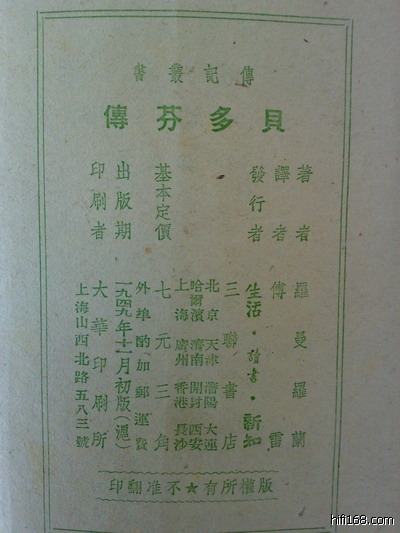 傳記叢書
貝多芬傳
著者 羅曼羅蘭
譯者 傅雷
發行者 生活·讀書·新知
三聯書店
北京 天津 瀋陽 大連
哈爾濱 濟南 開封 西安
上海 廣州 香港 長沙
基本定價 七元三角
外埠酌加郵運費
出版期 一九四九年十一月初版(滬)
印刷者 大華印刷所
上海山西北路五八三號
版權所有★不准翻印
hifi168.com